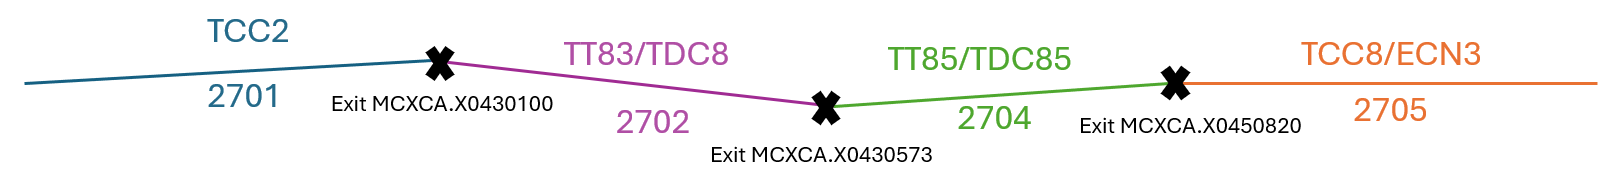 TCC2
2701
Exit MCXCA.X0430100
TT83/TDC8
2702
Exit MCXCA.X0430573
TT85/TDC85
2704
Exit MCXCA.X0450820
TCC8/ECN3
2705